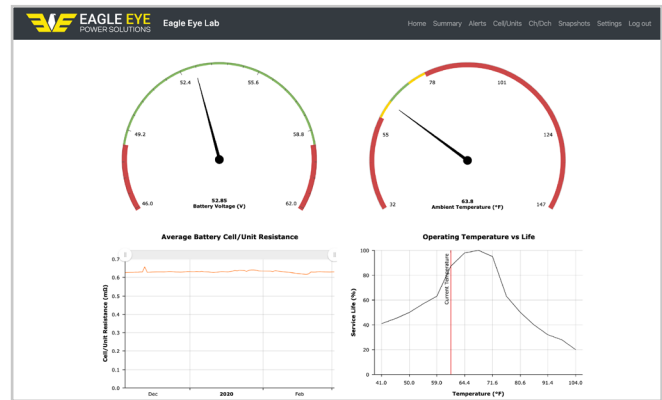 EAGLE EYE
POWER SOLUTIONS
Eagle Eye Lab
Home Summary Alerts Cell/Units Ch/Dch Snapshots Settings Log out
52.4 55.6
49.2 58.8
46.0 62.0
52.85
Battery Voltage (V)
78 101
55 124
32 147
63.8
Ambient Temperature (°F)
Average Battery Cell/Unit Resistance
Cell/Unit Resistance (mΩ)
0.7
0.6
0.5
0.4
0.3
0.2
0.1
0.0
Dec 2020 Feb
Operating Temperature vs Life
Service Life (%)
100
80
60
40
20
0
Current Temperature
41.0 50.0 59.0 64.4 71.6 80.6 91.4 104.0
Temperature (°F)